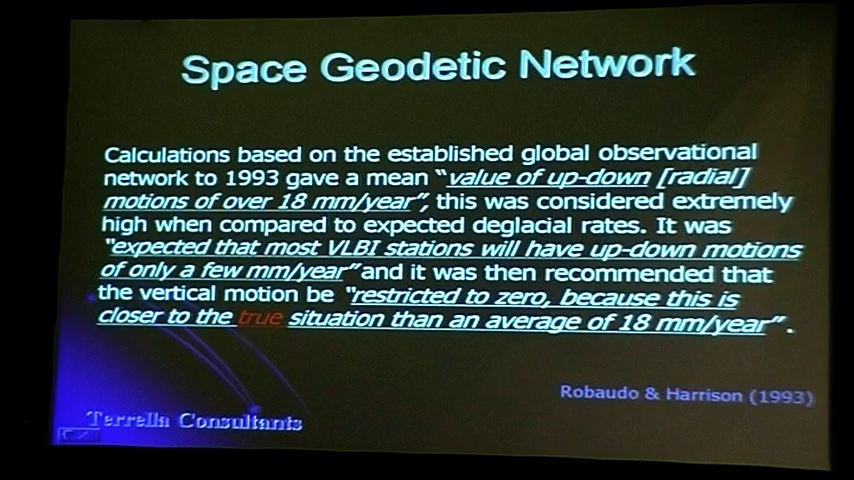 Space Geodetic Network
Calculations based on the established global observational
network to 1993 gave a mean “value of up-down [radial]
motions of over 18 mm/year”, this was considered extremely
high when compared to expected deglacial rates. It was
“expected that most VLBI stations will have up-down motions
of only a few mm/year” and it was then recommended that
the vertical motion be “restricted to zero, because this is
closer to the true situation than an average of 18 mm/year” .
Robaudo & Harrison (1993)
Terrella Consultants